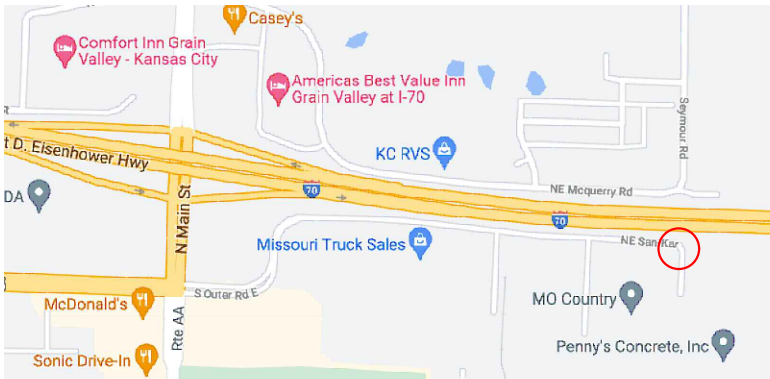 Casey's
Comfort Inn Grain
Valley - Kansas City
Americas Best Value Inn
Grain Valley at I-70
St
Seymour Rd
t D. Eisenhower Hwy
KC RVS
70
NE Mcquerry Rd
DA
N Main St
70
Missouri Truck Sales
NE San Kar
S Outer Rd E
McDonald's
MO Country
Rte AA
Penny's Concrete, Inc
Sonic Drive-In